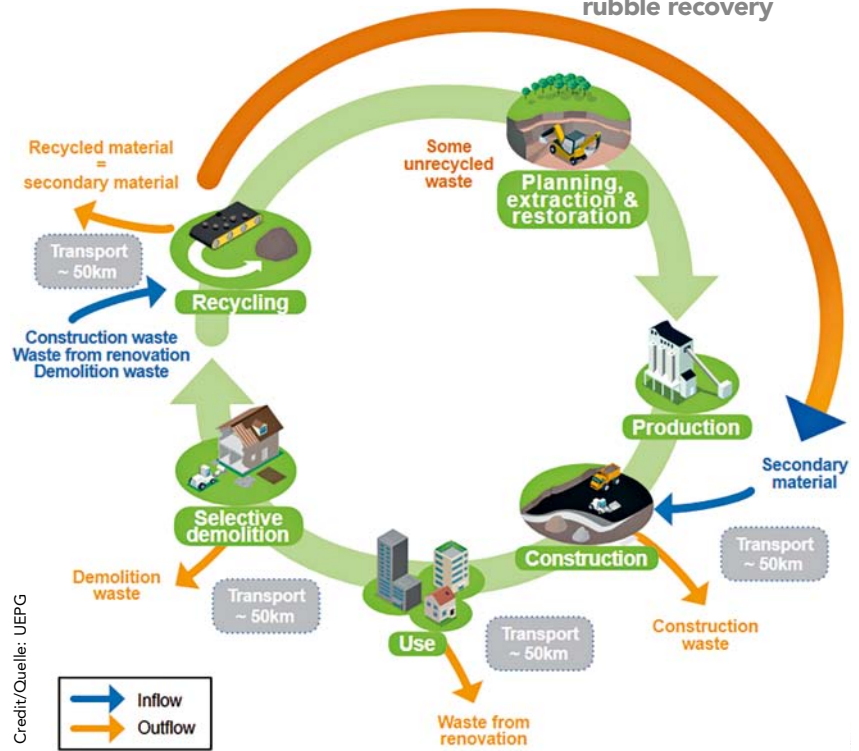 rubble recovery
Recycled material
=
secondary material
Some
unrecycled
waste
Planning,
extraction &
restoration
Transport
~ 50km
Recycling
Construction waste
Waste from renovation
Demolition waste
Production
Secondary
material
Selective
demolition
Construction
Transport
~ 50km
Demolition
waste
Transport
~ 50km
Use
Transport
~ 50km
Construction
waste
Waste from
renovation
Inflow
Outflow
Credit/Quelle: UEPG